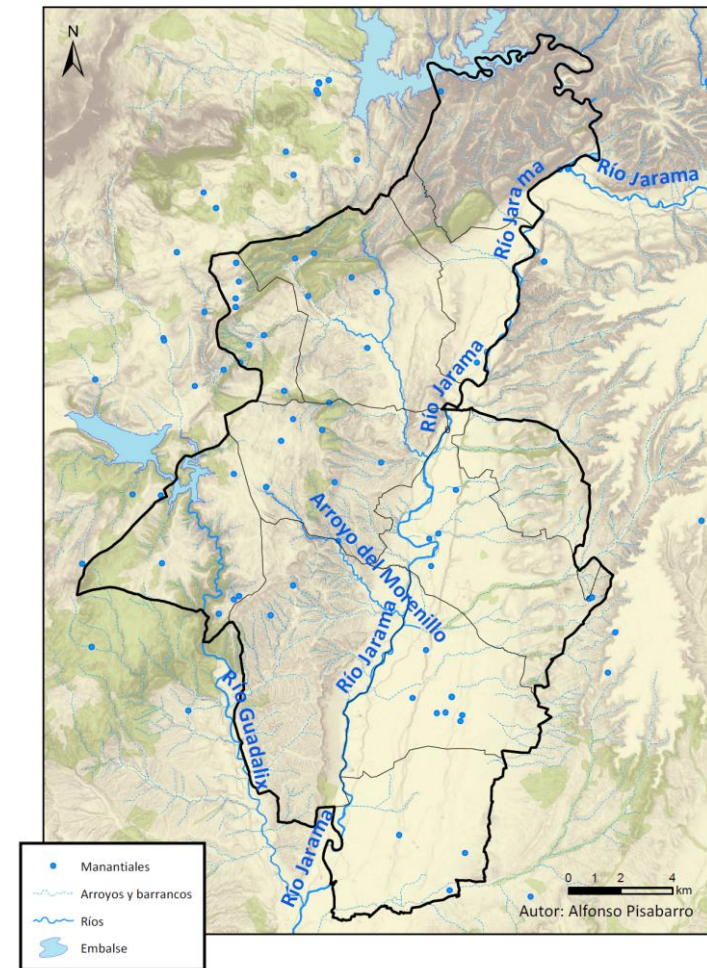 N
Río Jarama
Río Jarama
Río Jarama
Arroyo del Morenillo
Río Jarama
Río Guadalix
Río Jarama
0 1 2 4
km
Autor: Alfonso Pisabarro
Manantiales
Arroyos y barrancos
Ríos
Embalse